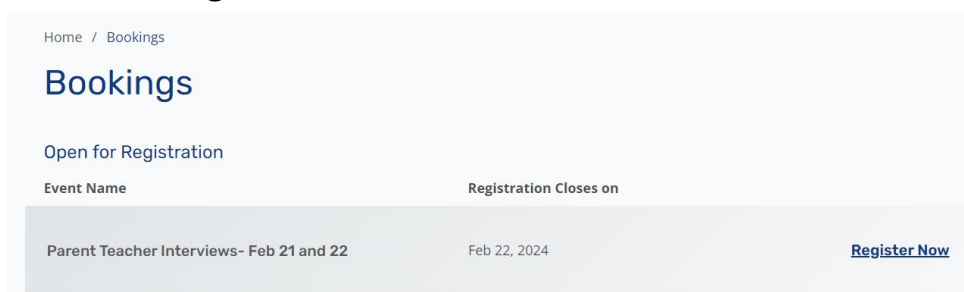 Home / Bookings
Bookings
Open for Registration
Event Name Registration Closes on
Parent Teacher Interviews- Feb 21 and 22 Feb 22, 2024 Register Now